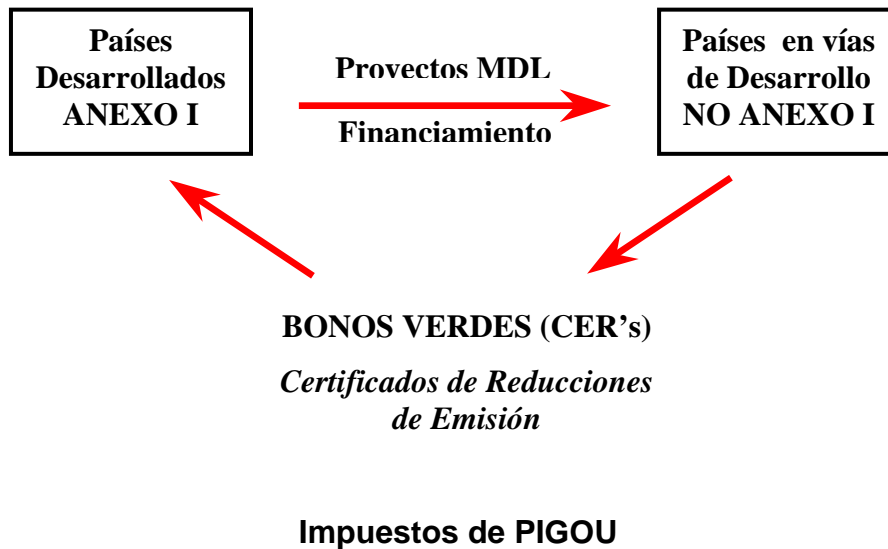 Países
Desarrollados
ANEXO I
Proyectos MDL
Financiamiento
Países en vías
de Desarrollo
NO ANEXO I
BONOS VERDES (CER’s)
Certificados de Reducciones
de Emisión
Impuestos de PIGOU